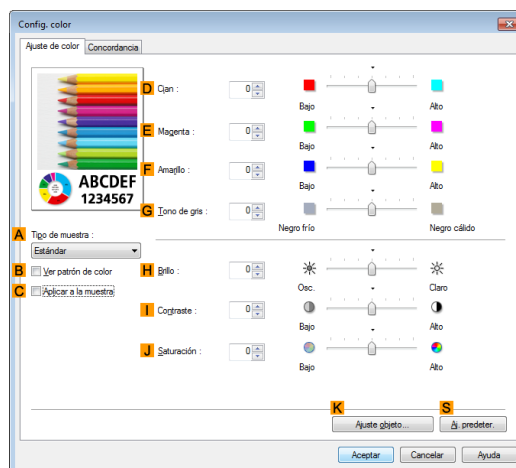 Config. color
Ajuste de color Concordancia
ABCDEF
1234567
D Cian : 0
Bajo Alto
E Magenta : 0
Bajo Alto
F Amarillo : 0
Bajo Alto
G Tono de gris : 0
Negro frío Negro cálido
A Tipo de muestra :
Estándar
B Ver patrón de color
C Aplicar a la muestra
H Brillo : 0
Osc. Claro
I Contraste : 0
Bajo Alto
J Saturación : 0
Bajo Alto
K S
Ajuste objeto... Aj. predeter.
Aceptar Cancelar Ayuda